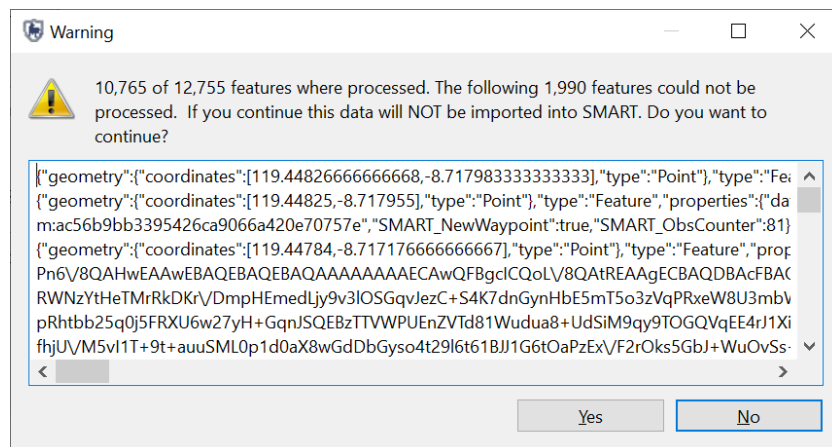 Warning
10,765 of 12,755 features where processed. The following 1,990 features could not be
processed.  If you continue this data will NOT be imported into SMART. Do you want to
continue?
{"geometry":{"coordinates":[119.44826666666668,-8.717983333333333],"type":"Point"},"type":"Fea
{"geometry":{"coordinates":[119.44825,-8.717955],"type":"Point"},"type":"Feature","properties":{"da
m:ac56b9bb3395426ca9066a420e70757e","SMART_NewWaypoint":true,"SMART_ObsCounter":81}
{"geometry":{"coordinates":[119.44784,-8.717176666666667],"type":"Point"},"type":"Feature","prop
Pn6\/8QAHwEAAwEBAQEBAQEBAQAAAAAAAAECAwQFBgcICQoL\/8QAtREAAgECBAQDBAcFBAQ
RWNzYtHeTMrRkDKr\/DmpHEmedLjy9v3lOSGqvJezC+S4K7dnGynHbE5mT5o3zVqPRxeW8U3mbV
pRhtbb25q0j5FRXU6w27yH+GqnJSQEBzTTVWPUEnZVTd81Wudua8+UdSiM9qy9TOGQVqEE4rJ1Xi
fhjU\/M5vI1T+9t+auuSML0p1d0aX8wGdDbGyso4t29l6t61BJJ1G6tOaPzEx\/F2rOks5GbJ+WuOvSs-
Yes
No